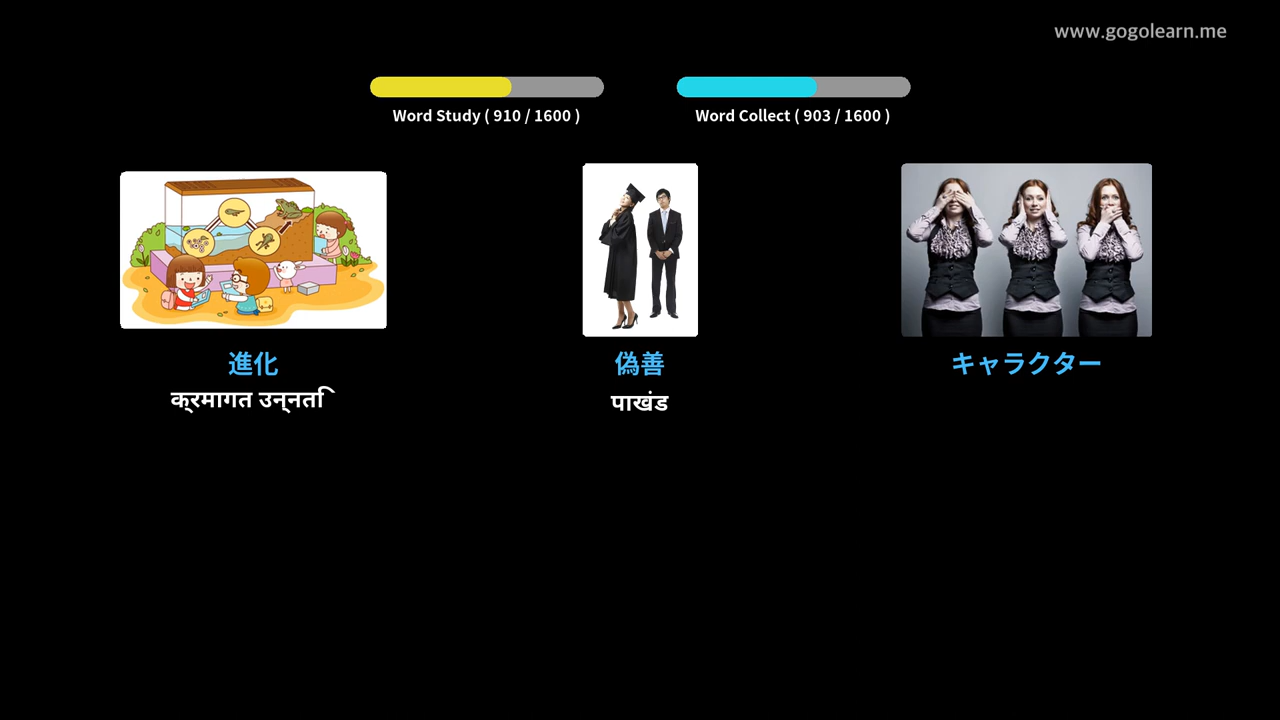 www.gogolearn.me
Word Study ( 910 / 1600 )
Word Collect ( 903 / 1600 )
進化
偽善
キャラクター
क्रमागत उन्नति
पाखंड